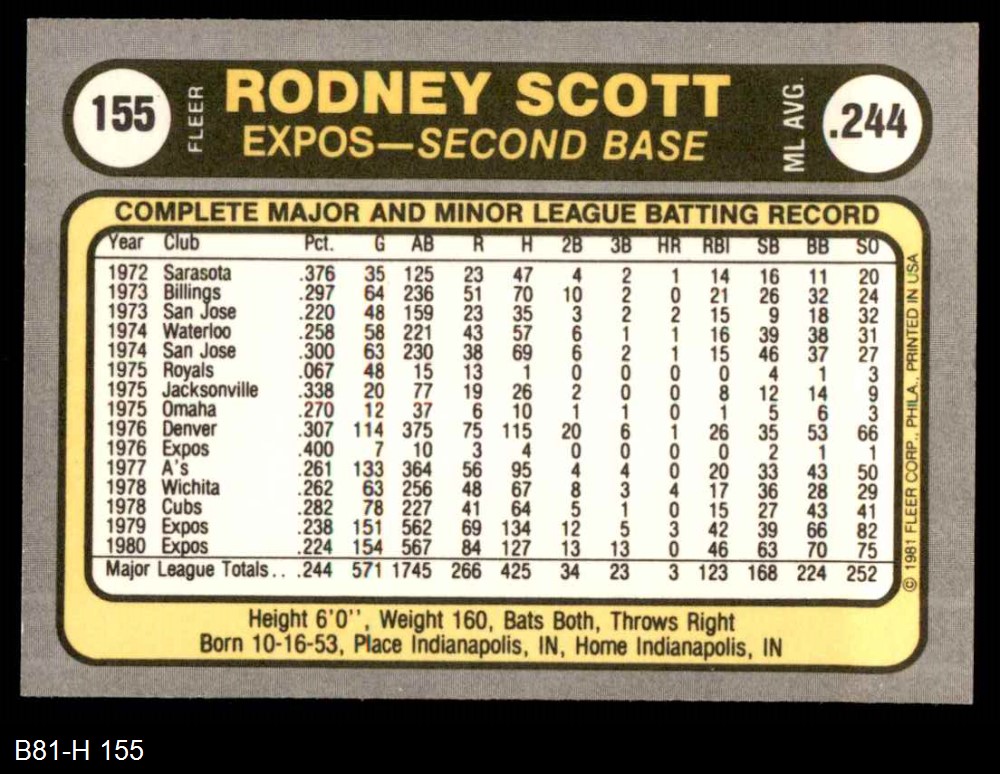 155 FLEER RODNEY SCOTT ML AVG. .244
EXPOS—SECOND BASE
COMPLETE MAJOR AND MINOR LEAGUE BATTING RECORD
Year Club Pct. G AB R H 2B 3B HR RBI SB BB SO
1972 Sarasota .376 35 125 23 47 4 2 1 14 16 11 20
1973 Billings .297 64 236 51 70 10 2 0 21 26 32 24
1973 San Jose .220 48 159 23 35 3 2 2 15 9 18 32
1974 Waterloo .258 58 221 43 57 6 1 1 16 39 38 31
1974 San Jose .300 63 230 38 69 6 2 1 15 46 37 27
1975 Royals .067 48 15 13 1 0 0 0 0 4 1 3
1975 Jacksonville .338 20 77 19 26 2 0 0 8 12 14 9
1975 Omaha .270 12 37 6 10 1 1 0 1 5 6 3
1976 Denver .307 114 375 75 115 20 6 1 26 35 53 66
1976 Expos .400 7 10 3 4 0 0 0 0 2 1 1
1977 A's .261 133 364 56 95 4 4 0 20 33 43 50
1978 Wichita .262 63 256 48 67 8 3 4 17 36 28 29
1978 Cubs .282 78 227 41 64 5 1 0 15 27 43 41
1979 Expos .238 151 562 69 134 12 5 3 42 39 66 82
1980 Expos .224 154 567 84 127 13 13 0 46 63 70 75
Major League Totals.. .244 571 1745 266 425 34 23 3 123 168 224 252
© 1981 FLEER CORP., PHILA., PRINTED IN USA
Height 6'0'', Weight 160, Bats Both, Throws Right
Born 10-16-53, Place Indianapolis, IN, Home Indianapolis, IN
B81-H 155